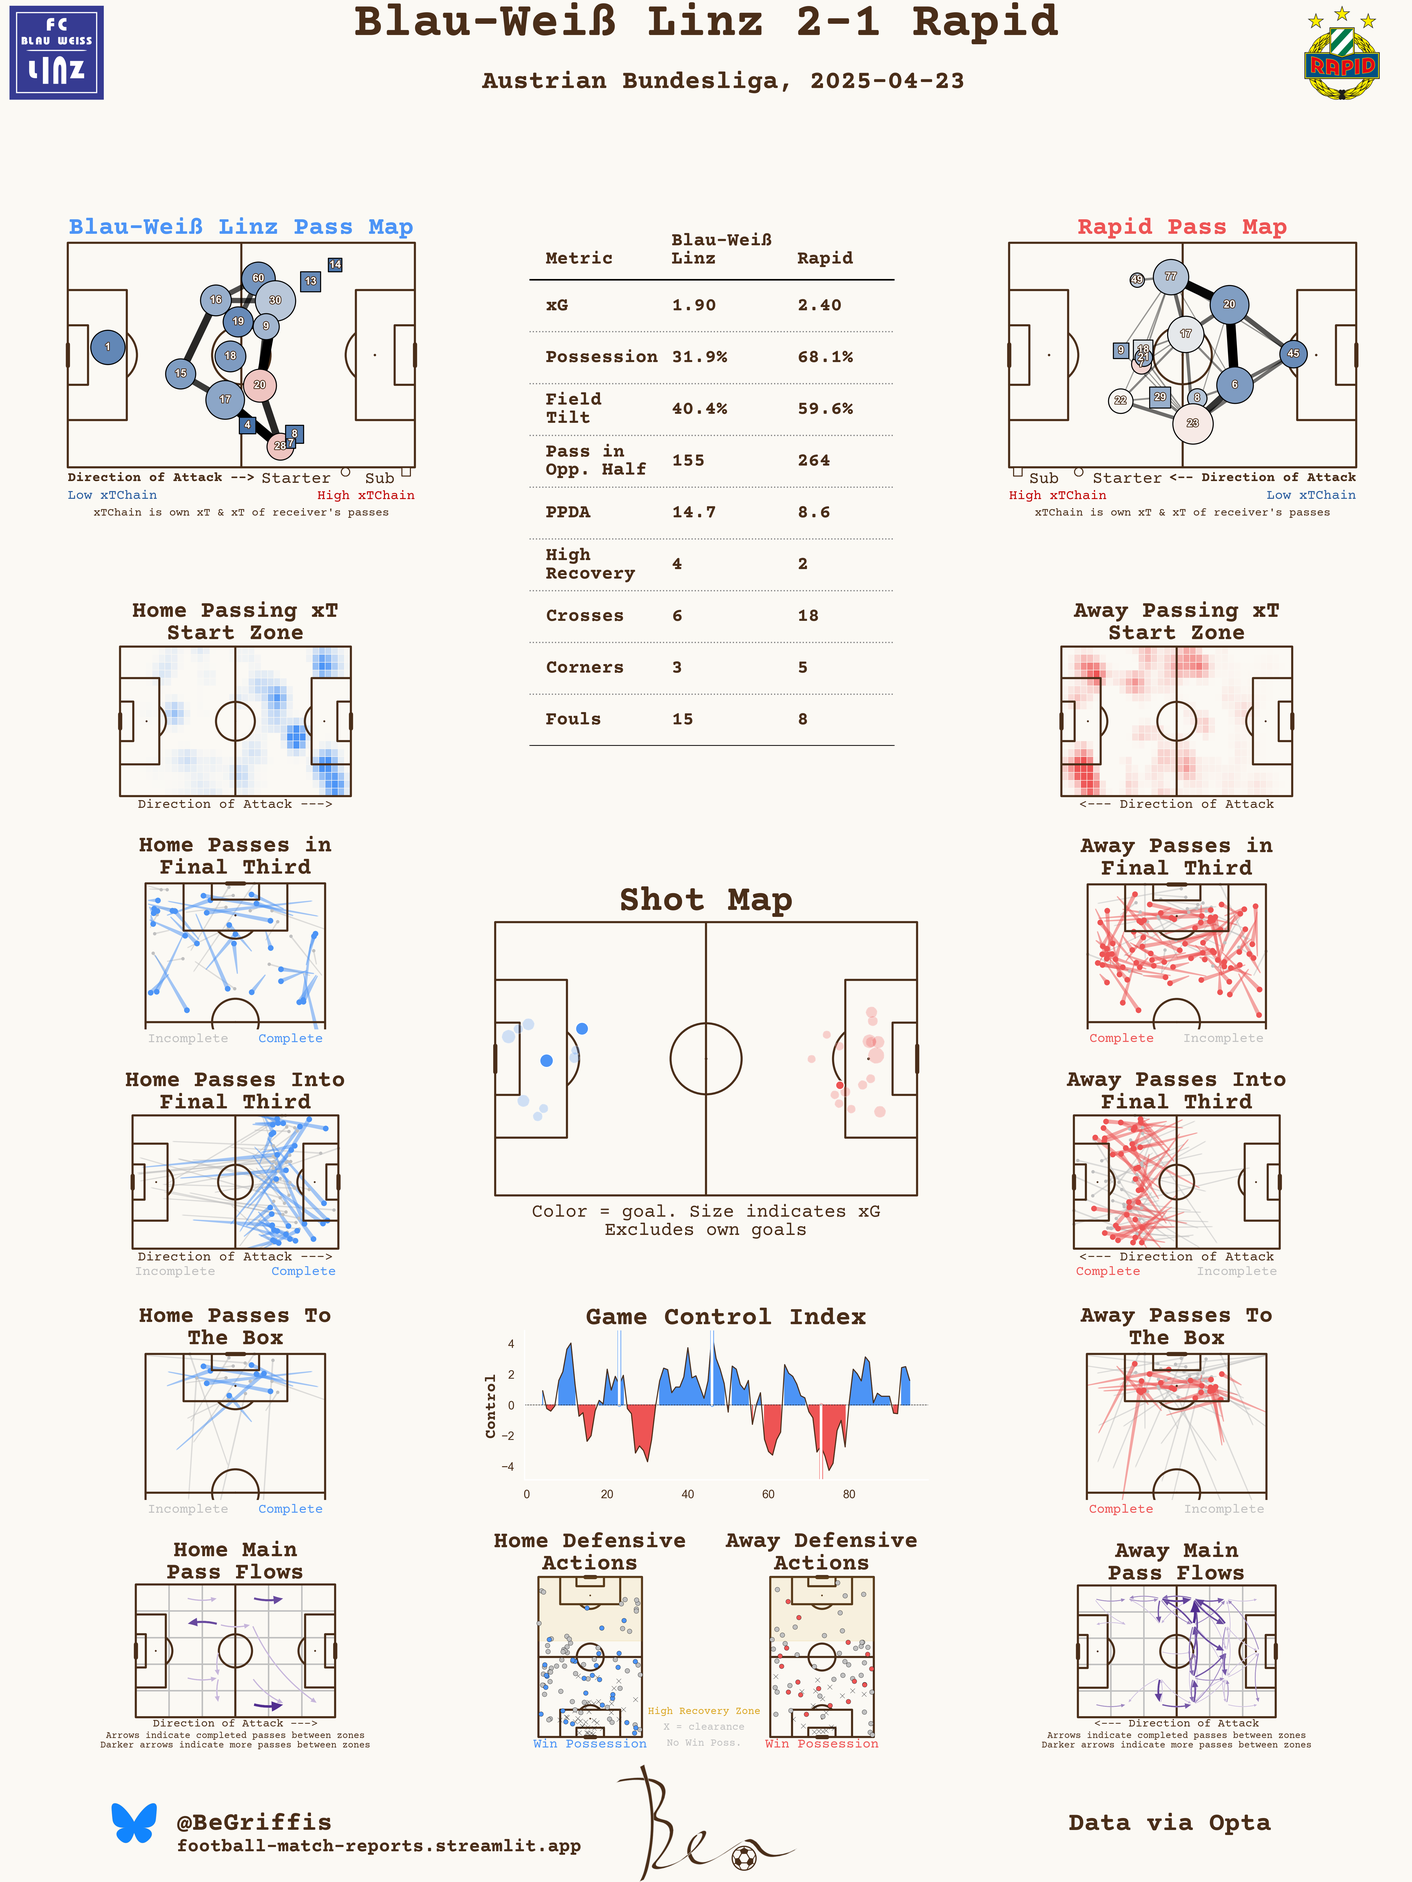 FC
BLAU WEISS
LINZ
Blau-Weiß Linz 2-1 Rapid
Austrian Bundesliga, 2025-04-23
RAPID
Blau-Weiß Linz Pass Map
1
15
16
17
18
19
60
30
9
20
28
4
8
7
13
14
Direction of Attack --> Starter Sub
Low xTChain High xTChain
xTChain is own xT & xT of receiver's passes
Metric Blau-Weiß Linz Rapid
xG 1.90 2.40
Possession 31.9% 68.1%
Field Tilt 40.4% 59.6%
Pass in Opp. Half 155 264
PPDA 14.7 8.6
High Recovery 4 2
Crosses 6 18
Corners 3 5
Fouls 15 8
Rapid Pass Map
49
77
20
17
9
18
21
7
45
6
22
29
8
23
Sub Starter <-- Direction of Attack
High xTChain Low xTChain
xTChain is own xT & xT of receiver's passes
Home Passing xT
Start Zone
Direction of Attack --->
Away Passing xT
Start Zone
<--- Direction of Attack
Home Passes in
Final Third
Incomplete Complete
Away Passes in
Final Third
Complete Incomplete
Shot Map
Color = goal. Size indicates xG
Excludes own goals
Home Passes Into
Final Third
Direction of Attack --->
Incomplete Complete
Away Passes Into
Final Third
<--- Direction of Attack
Complete Incomplete
Home Passes To
The Box
Incomplete Complete
Game Control Index
Control
4
2
0
−2
−4
0 20 40 60 80
Away Passes To
The Box
Complete Incomplete
Home Main
Pass Flows
Direction of Attack --->
Arrows indicate completed passes between zones
Darker arrows indicate more passes between zones
Home Defensive
Actions
Win Possession
High Recovery Zone
X = clearance
No Win Poss.
Away Defensive
Actions
Win Possession
Away Main
Pass Flows
<--- Direction of Attack
Arrows indicate completed passes between zones
Darker arrows indicate more passes between zones
@BeGriffis
football-match-reports.streamlit.app
Ben
Data via Opta